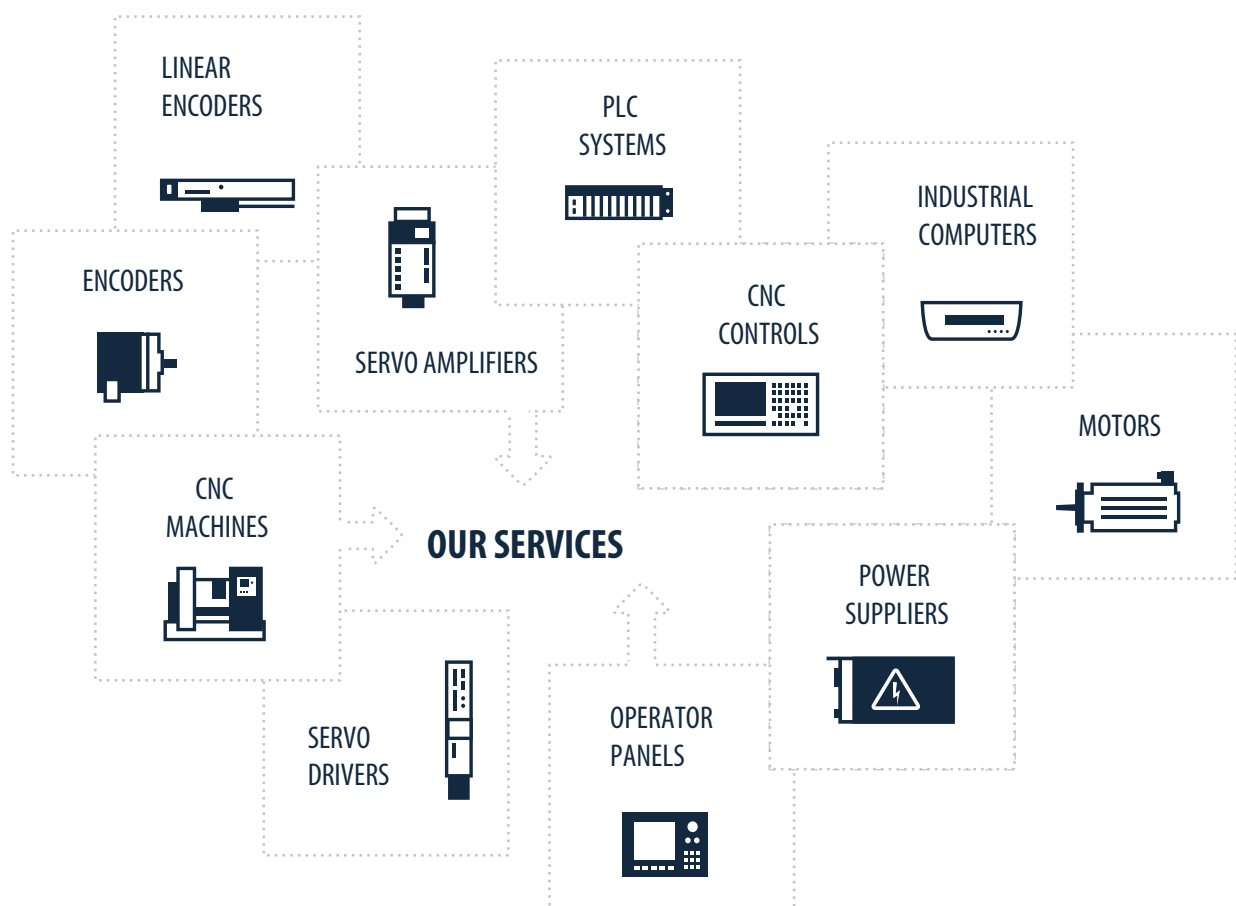 LINEAR
ENCODERS
PLC
SYSTEMS
INDUSTRIAL
COMPUTERS
ENCODERS
CNC
CONTROLS
SERVO AMPLIFIERS
MOTORS
CNC
MACHINES
OUR SERVICES
POWER
SUPPLIERS
SERVO
DRIVERS
OPERATOR
PANELS